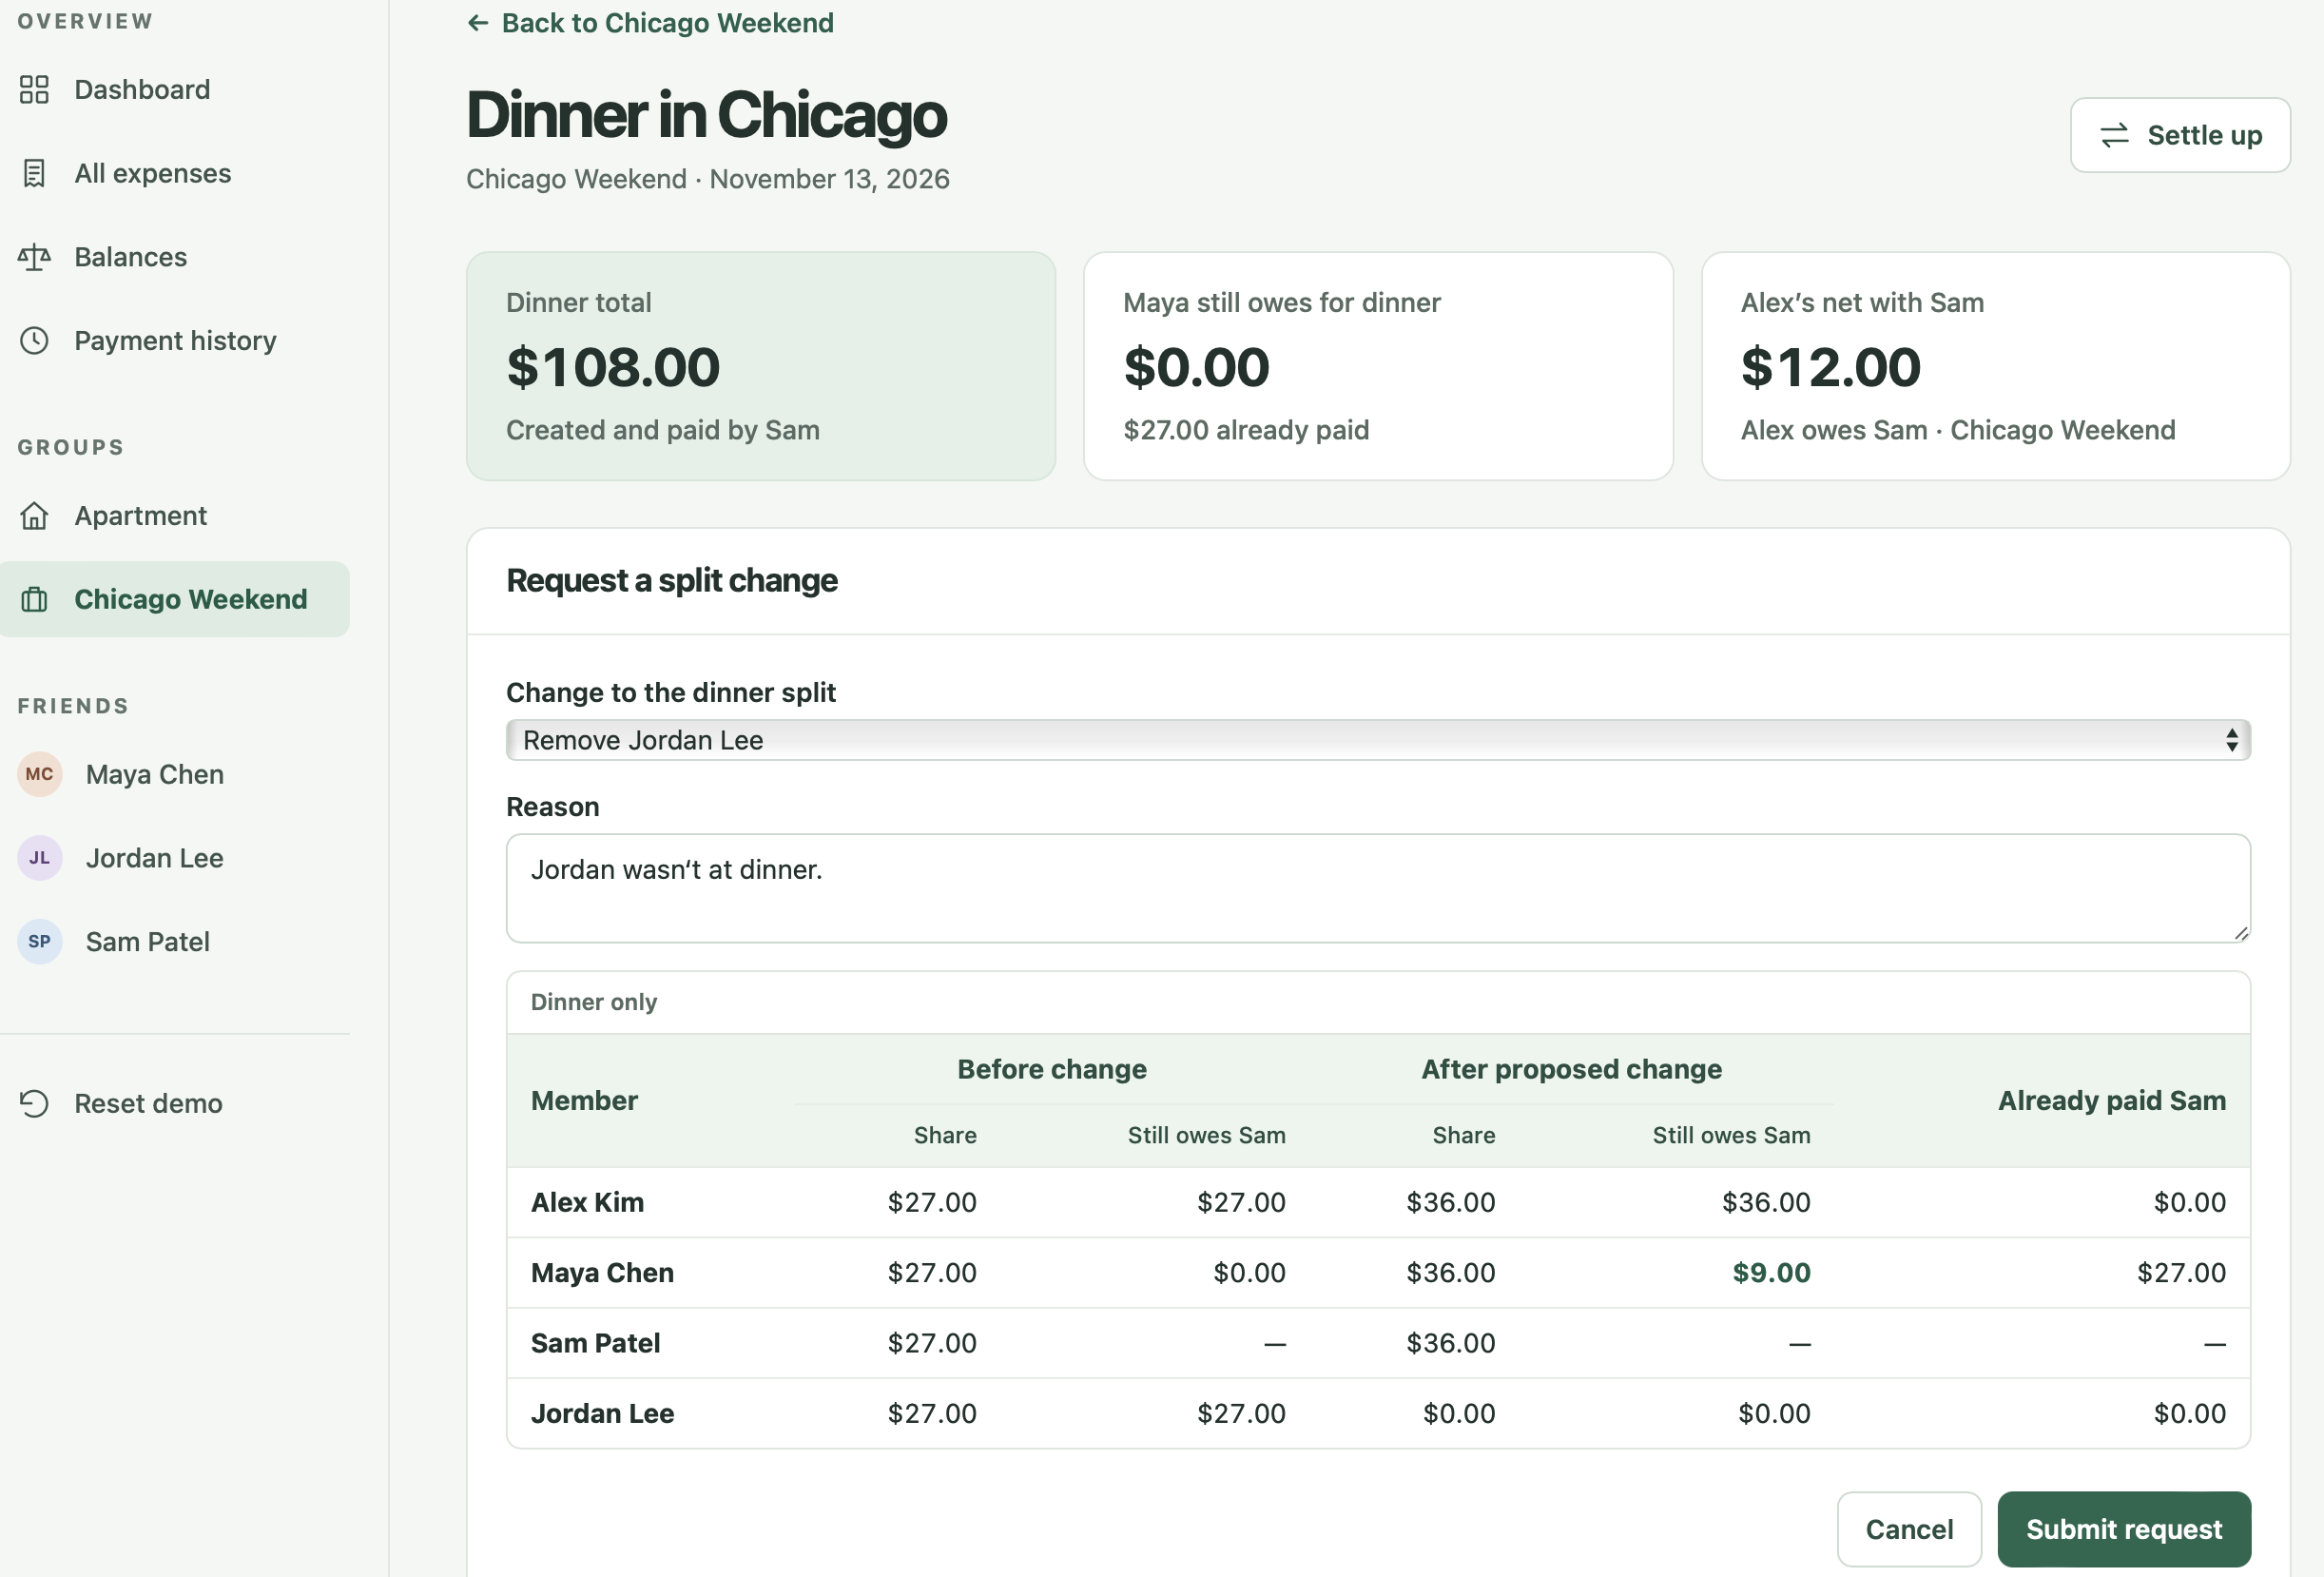 OVERVIEW
Dashboard
All expenses
Balances
Payment history
GROUPS
Apartment
Chicago Weekend
FRIENDS
MC Maya Chen
JL Jordan Lee
SP Sam Patel
Reset demo
← Back to Chicago Weekend
Dinner in Chicago
Chicago Weekend · November 13, 2026
Settle up
Dinner total
$108.00
Created and paid by Sam
Maya still owes for dinner
$0.00
$27.00 already paid
Alex’s net with Sam
$12.00
Alex owes Sam · Chicago Weekend
Request a split change
Change to the dinner split
Remove Jordan Lee
Reason
Jordan wasn‘t at dinner.
Dinner only
Member Before change After proposed change Already paid Sam
Share Still owes Sam Share Still owes Sam
Alex Kim $27.00 $27.00 $36.00 $36.00 $0.00
Maya Chen $27.00 $0.00 $36.00 $9.00 $27.00
Sam Patel $27.00 — $36.00 — —
Jordan Lee $27.00 $27.00 $0.00 $0.00 $0.00
Cancel Submit request